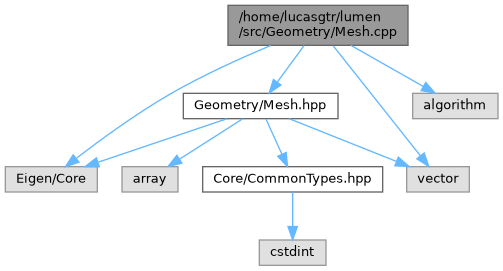 /home/lucasgtr/lumen
/src/Geometry/Mesh.cpp
Geometry/Mesh.hpp
algorithm
Eigen/Core
array
Core/CommonTypes.hpp
vector
cstdint